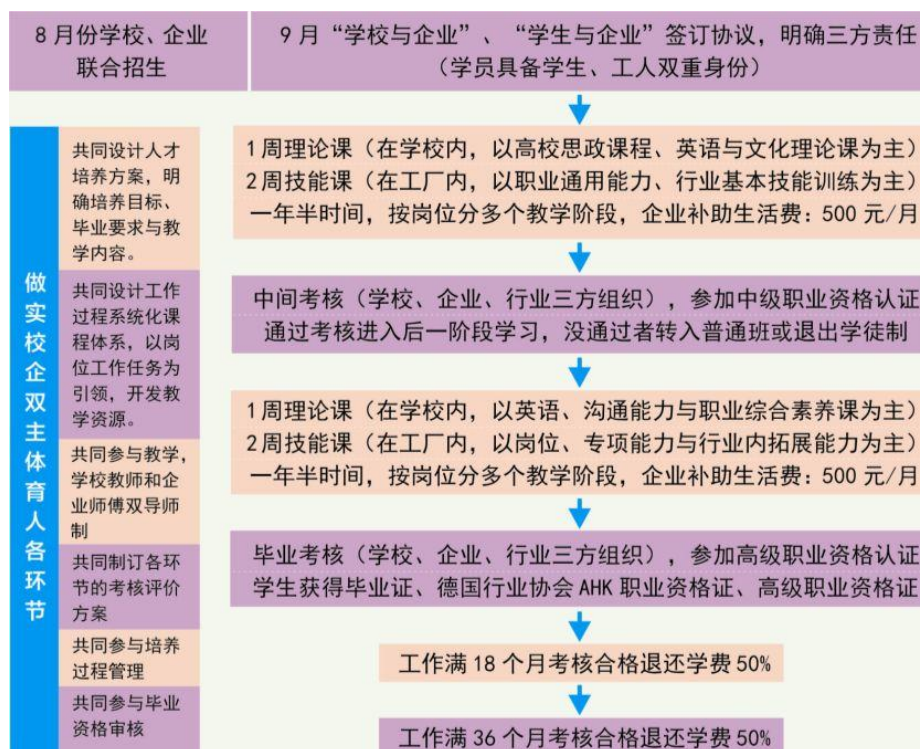 8月份学校、企业
联合招生
9月“学校与企业”、“学生与企业”签订协议，明确三方责任
（学员具备学生、工人双重身份）
做实校企双主体育人各环节
共同设计人才
培养方案，明
确培养目标、
毕业要求与教
学内容。
共同设计工作
过程系统化课
程体系，以岗
位工作任务为
引领，开发教
学资源。
共同参与教学，
学校教师和企
业师傅双导师
制
共同制订各环
节的考核评价
方案
共同参与培养
过程管理
共同参与毕业
资格审核
1周理论课（在学校内，以高校思政课程、英语与文化理论课为主）
2周技能课（在工厂内，以职业通用能力、行业基本技能训练为主）
一年半时间，按岗位分多个教学阶段，企业补助生活费：500元/月
中间考核（学校、企业、行业三方组织），参加中级职业资格认证
通过考核进入后一阶段学习，没通过者转入普通班或退出学徒制
1周理论课（在学校内，以英语、沟通能力与职业综合素养课为主）
2周技能课（在工厂内，以岗位、专项能力与行业内拓展能力为主）
一年半时间，按岗位分多个教学阶段，企业补助生活费：500元/月
毕业考核（学校、企业、行业三方组织），参加高级职业资格认证
学生获得毕业证、德国行业协会AHK职业资格证、高级职业资格证
工作满18个月考核合格退还学费50%
工作满36个月考核合格退还学费50%